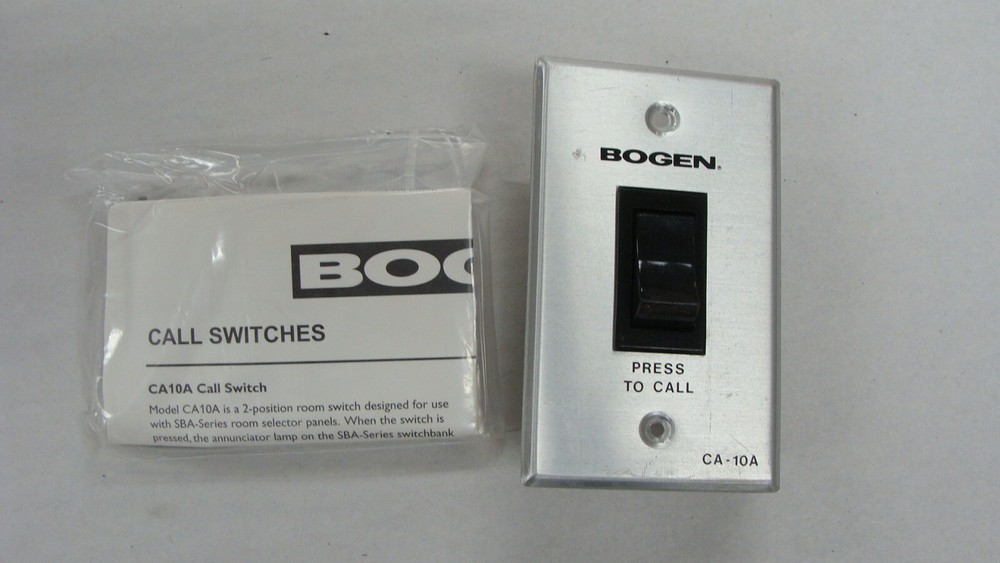 BOG
CALL SWITCHES
CA10A Call Switch
Model CA10A is a 2-position room switch designed for use
with SBA-Series room selector panels. When the switch is
pressed, the annunciator lamp on the SBA-Series switchbank
BOGEN®
PRESS
TO CALL
CA-10A